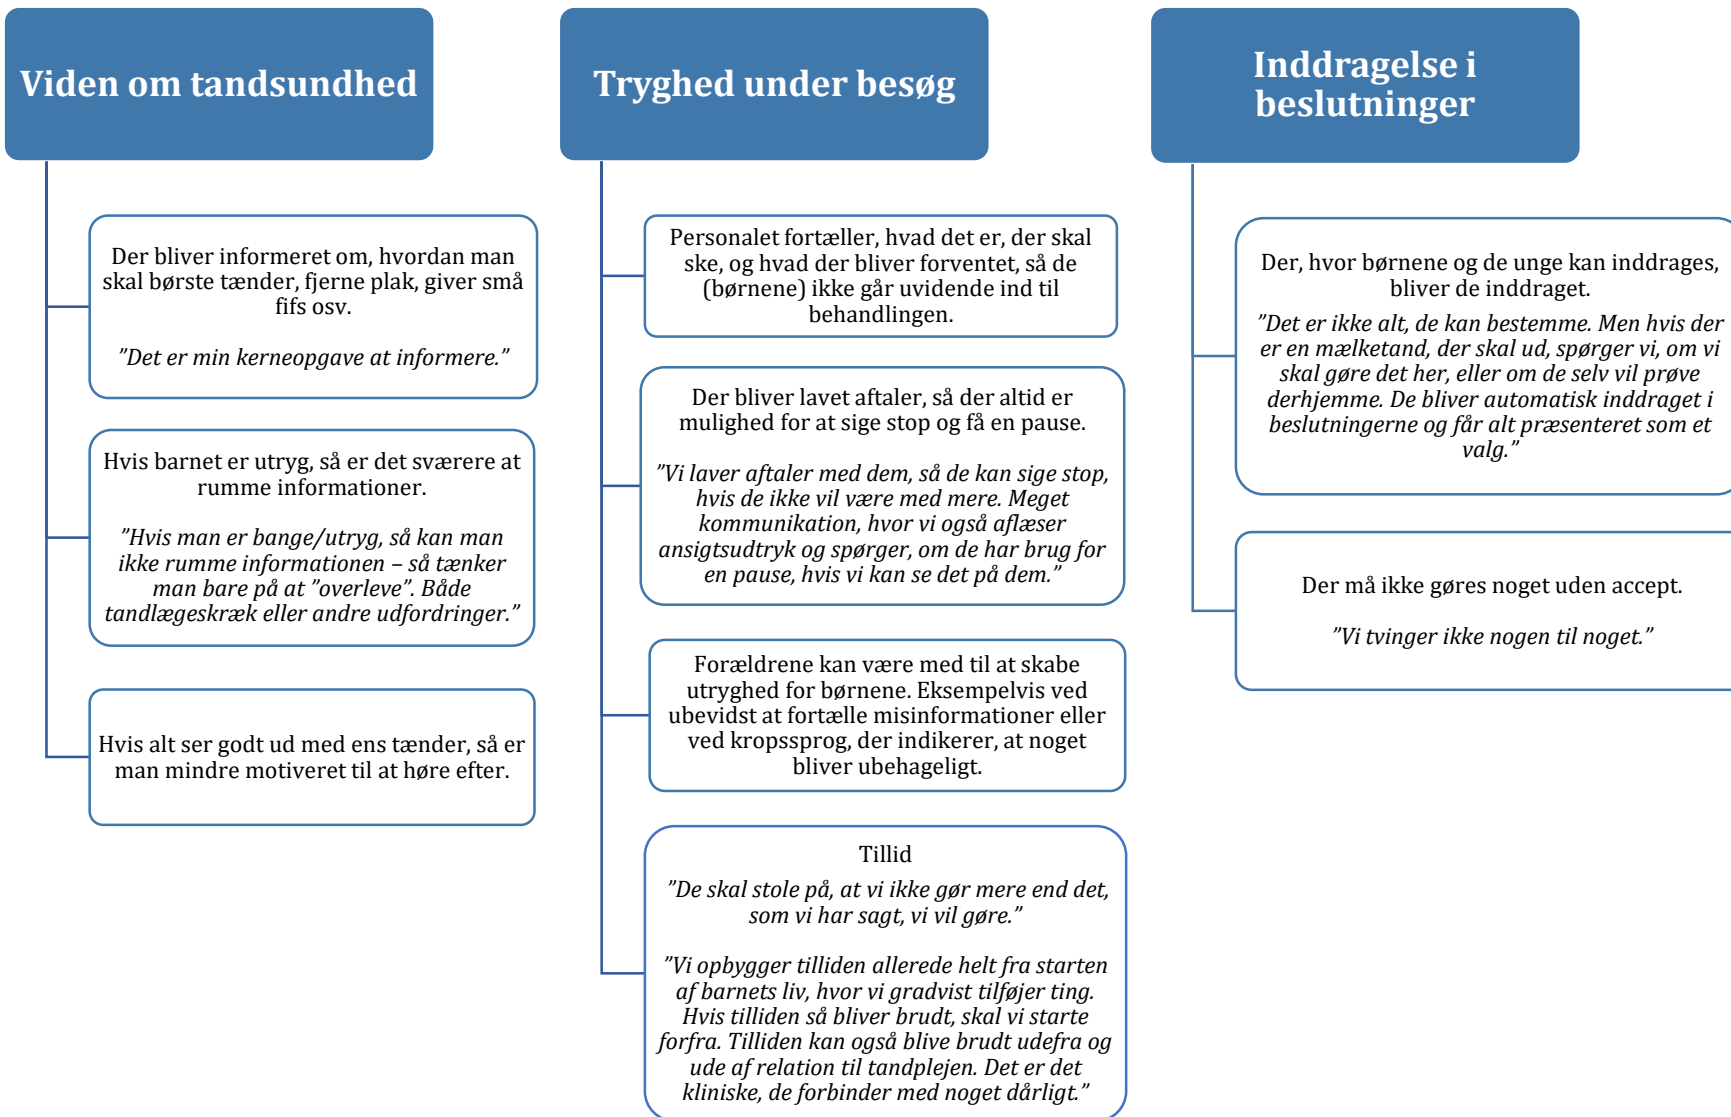 Viden om tandsundhed
Der bliver informeret om, hvordan man
skal børste tænder, fjerne plak, giver små
fifs osv.
”Det er min kerneopgave at informere.”
Hvis barnet er utryg, så er det sværere at
rumme informationer.
”Hvis man er bange/utryg, så kan man
ikke rumme informationen – så tænker
man bare på at ”overleve”. Både
tandlægeskræk eller andre udfordringer.”
Hvis alt ser godt ud med ens tænder, så er
man mindre motiveret til at høre efter.
Tryghed under besøg
Personalet fortæller, hvad det er, der skal
ske, og hvad der bliver forventet, så de
(børnene) ikke går uvidende ind til
behandlingen.
Der bliver lavet aftaler, så der altid er
mulighed for at sige stop og få en pause.
”Vi laver aftaler med dem, så de kan sige stop,
hvis de ikke vil være med mere. Meget
kommunikation, hvor vi også aflæser
ansigtsudtryk og spørger, om de har brug for
en pause, hvis vi kan se det på dem.”
Forældrene kan være med til at skabe
utryghed for børnene. Eksempelvis ved
ubevidst at fortælle misinformationer eller
ved kropssprog, der indikerer, at noget
bliver ubehageligt.
Tillid
”De skal stole på, at vi ikke gør mere end det,
som vi har sagt, vi vil gøre.”
”Vi opbygger tilliden allerede helt fra starten
af barnets liv, hvor vi gradvist tilføjer ting.
Hvis tilliden så bliver brudt, skal vi starte
forfra. Tilliden kan også blive brudt udefra og
ude af relation til tandplejen. Det er det
kliniske, de forbinder med noget dårligt.”
Inddragelse i
beslutninger
Der, hvor børnene og de unge kan inddrages,
bliver de inddraget.
”Det er ikke alt, de kan bestemme. Men hvis der
er en mælketand, der skal ud, spørger vi, om vi
skal gøre det her, eller om de selv vil prøve
derhjemme. De bliver automatisk inddraget i
beslutningerne og får alt præsenteret som et
valg.”
Der må ikke gøres noget uden accept.
”Vi tvinger ikke nogen til noget.”